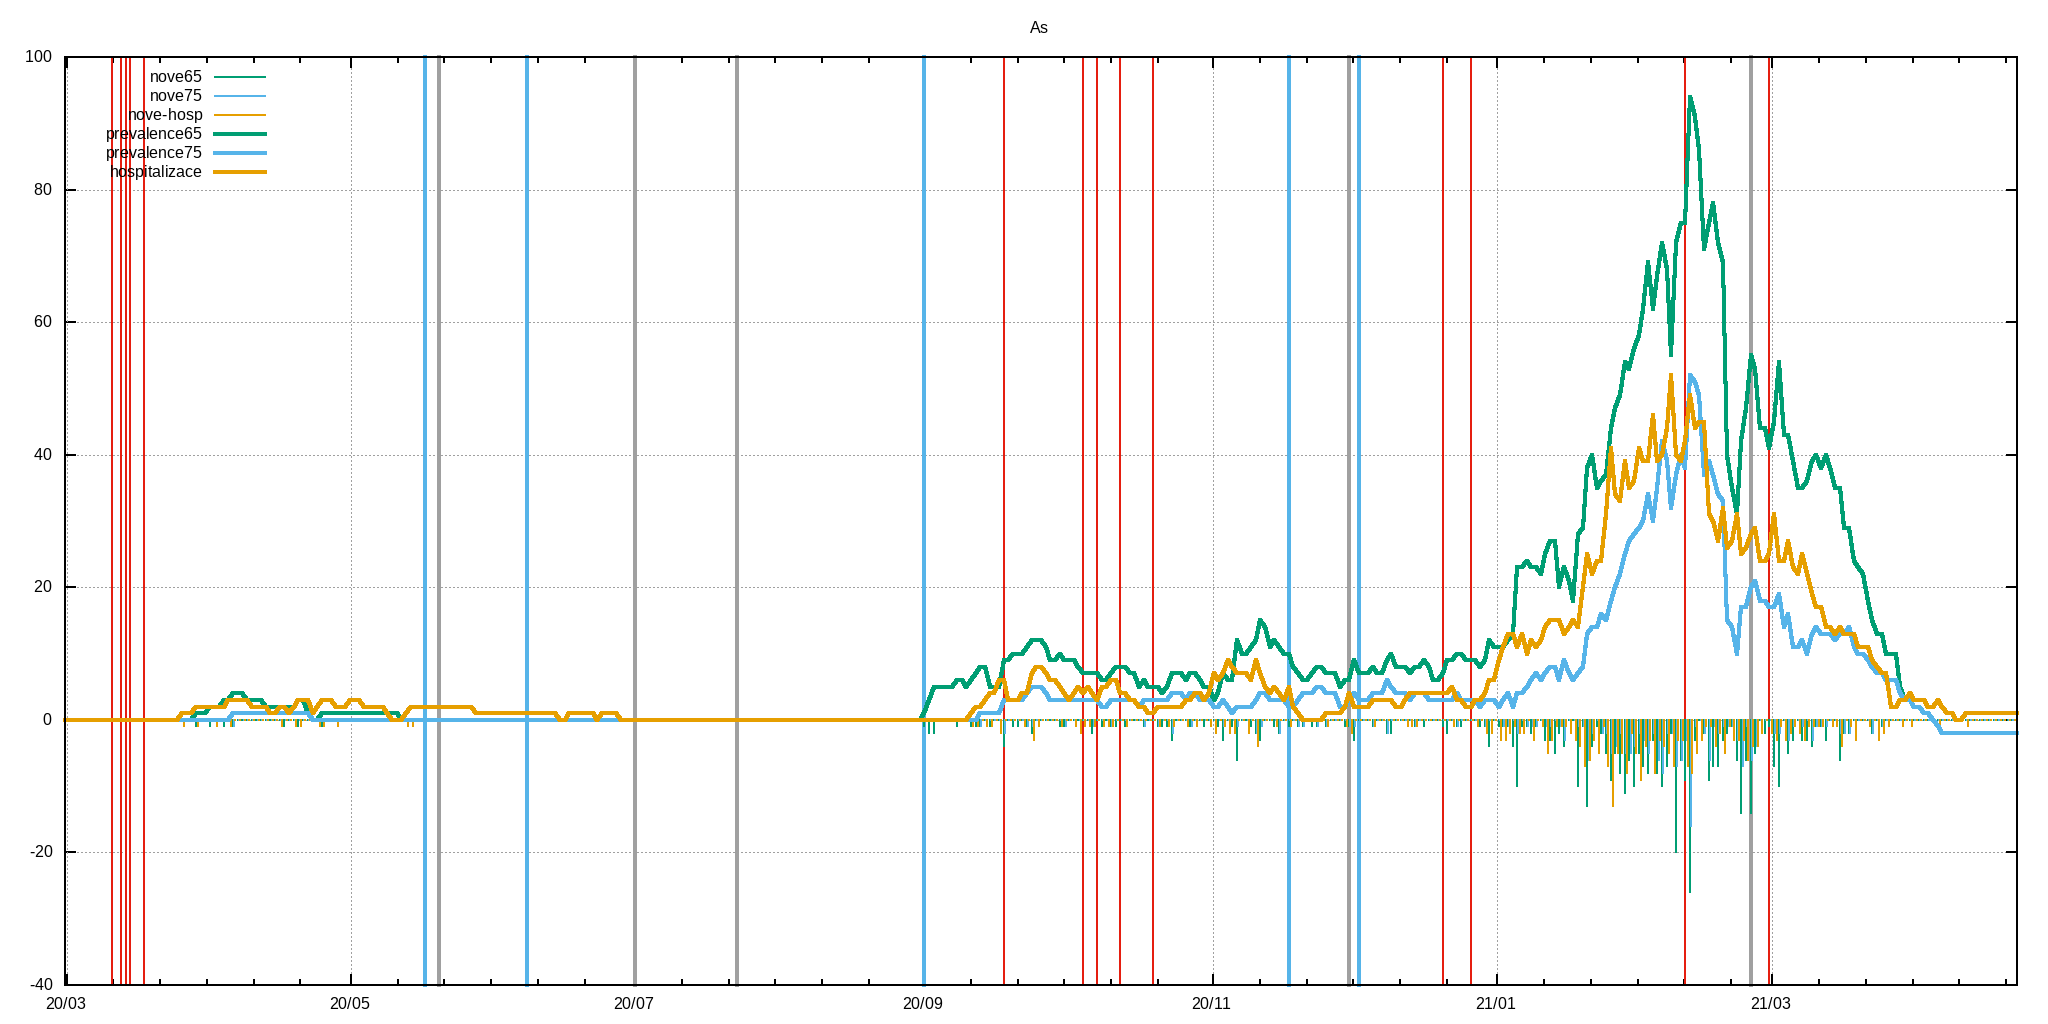 As
100
nove65
nove75
nove-hosp
prevalence65
prevalence75
hospitalizace
80
60
40
20
0
-20
-40
20/03 20/05 20/07 20/09 20/11 21/01 21/03